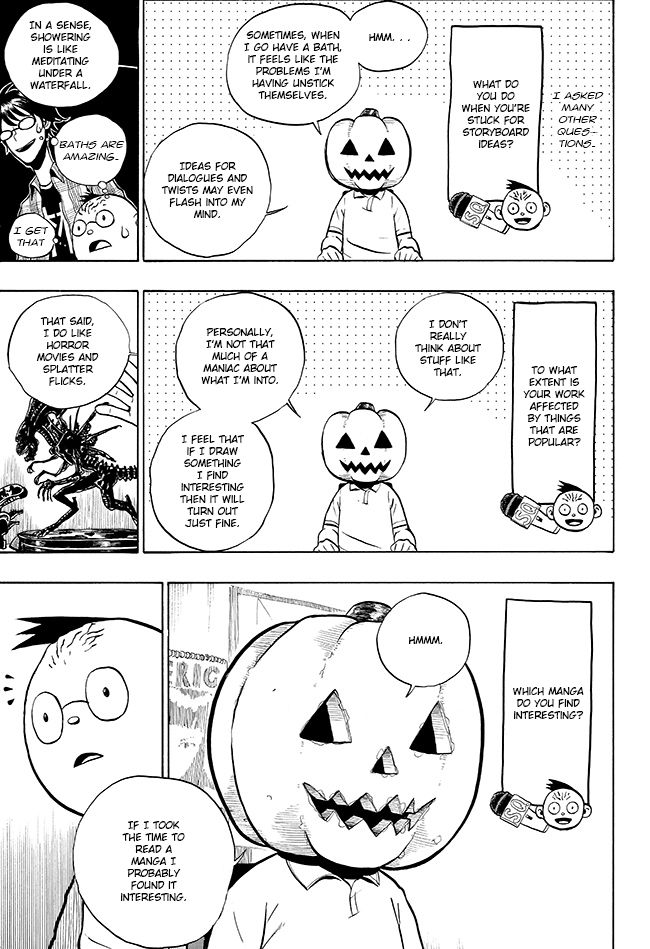 I ASKED
MANY
OTHER
QUES-
TIONS..
WHAT DO
YOU DO
WHEN YOU'RE
STUCK FOR
STORYBOARD
IDEAS?
SQ
HMM. . .
SOMETIMES, WHEN
I GO HAVE A BATH,
IT FEELS LIKE THE
PROBLEMS I'M
HAVING UNSTICK
THEMSELVES.
IDEAS FOR
DIALOGUES AND
TWISTS MAY EVEN
FLASH INTO MY
MIND.
IN A SENSE,
SHOWERING
IS LIKE
MEDITATING
UNDER A
WATERFALL.
BATHS ARE
AMAZING..
I GET
THAT
TO WHAT
EXTENT IS
YOUR WORK
AFFECTED
BY THINGS
THAT ARE
POPULAR?
SQ
I DON'T
REALLY
THINK ABOUT
STUFF LIKE
THAT.
PERSONALLY,
I'M NOT THAT
MUCH OF A
MANIAC ABOUT
WHAT I'M INTO.
I FEEL THAT
IF I DRAW
SOMETHING
I FIND
INTERESTING
THEN IT WILL
TURN OUT
JUST FINE.
THAT SAID,
I DO LIKE
HORROR
MOVIES AND
SPLATTER
FLICKS.
WHICH MANGA
DO YOU FIND
INTERESTING?
SQ
HMMM.
ERIC
IF I TOOK
THE TIME TO
READ A
MANGA I
PROBABLY
FOUND IT
INTERESTING.